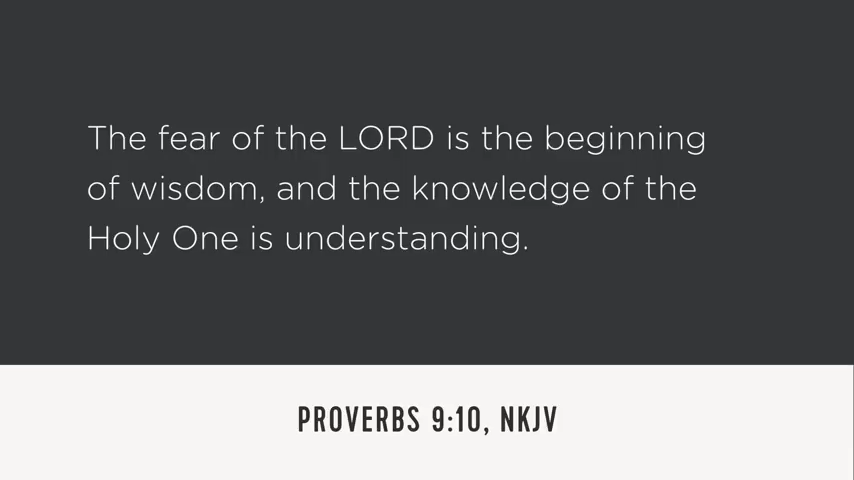 The fear of the LORD is the beginning
of wisdom, and the knowledge of the
Holy One is understanding.
PROVERBS 9:10, NKJV